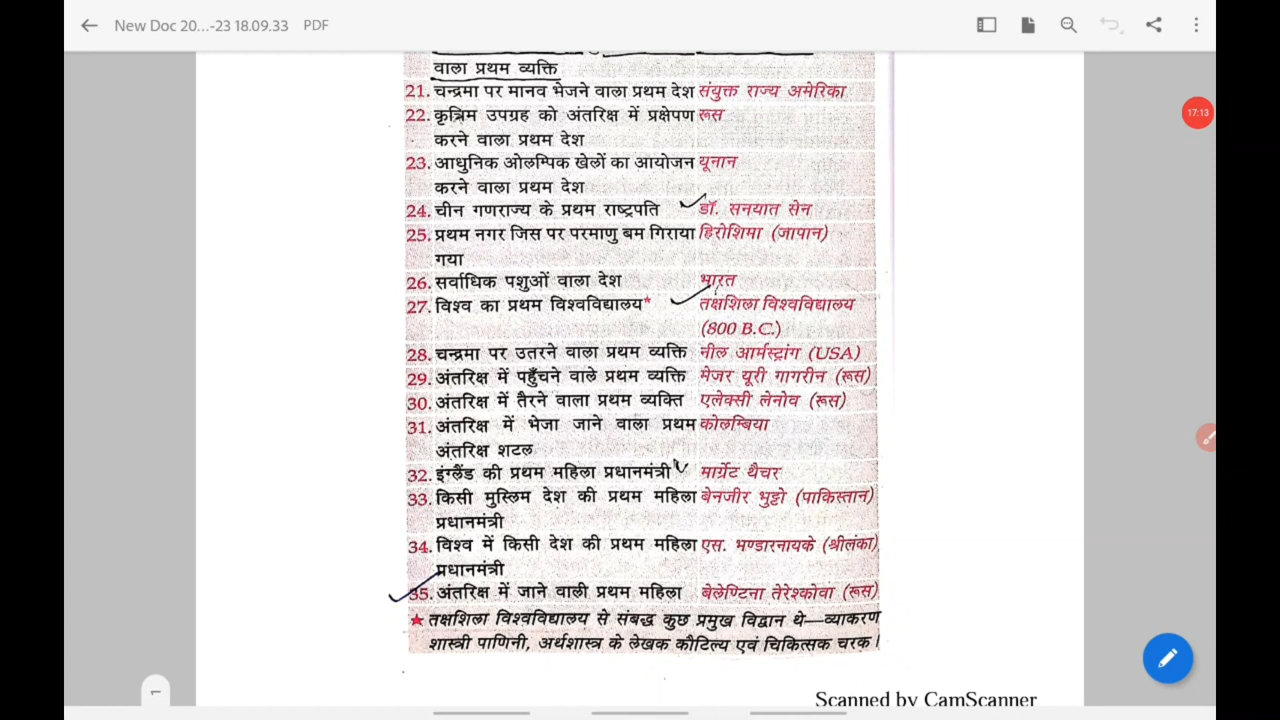 New Doc 20...-23 18.09.33 PDF
वाला प्रथम व्यक्ति
21. चन्द्रमा पर मानव भेजने वाला प्रथम देश संयुक्त राज्य अमेरिका
22. कृत्रिम उपग्रह को अंतरिक्ष में प्रक्षेपण रूस
करने वाला प्रथम देश
23. आधुनिक ओलम्पिक खेलों का आयोजन यूनान
करने वाला प्रथम देश
24. चीन गणराज्य के प्रथम राष्ट्रपति डॉ. सनयात सेन
25. प्रथम नगर जिस पर परमाणु बम गिराया हिरोशिमा (जापान)
गया
26. सर्वाधिक पशुओं वाला देश भारत
27. विश्व का प्रथम विश्वविद्यालय* तक्षशिला विश्वविद्यालय
(800 B.C.)
28. चन्द्रमा पर उतरने वाला प्रथम व्यक्ति नील आर्मस्ट्रांग (USA)
29. अंतरिक्ष में पहुँचने वाले प्रथम व्यक्ति मेजर यूरी गागरीन (रूस)
30. अंतरिक्ष में तैरने वाला प्रथम व्यक्ति एलेक्सी लेनोव (रूस)
31. अंतरिक्ष में भेजा जाने वाला प्रथम कोलम्बिया
अंतरिक्ष शटल
32. इंग्लैंड की प्रथम महिला प्रधानमंत्री मार्ग्रेट थैचर
33. किसी मुस्लिम देश की प्रथम महिला बेनजीर भुट्टो (पाकिस्तान)
प्रधानमंत्री
34. विश्व में किसी देश की प्रथम महिला एस. भण्डारनायके (श्रीलंका)
प्रधानमंत्री
35. अंतरिक्ष में जाने वाली प्रथम महिला बेलेण्टिना तेरेश्कोवा (रूस)
★ तक्षशिला विश्वविद्यालय से संबद्ध कुछ प्रमुख विद्वान थे—व्याकरण
शास्त्री पाणिनी, अर्थशास्त्र के लेखक कौटिल्य एवं चिकित्सक चरक।
Scanned by CamScanner
17:13
1